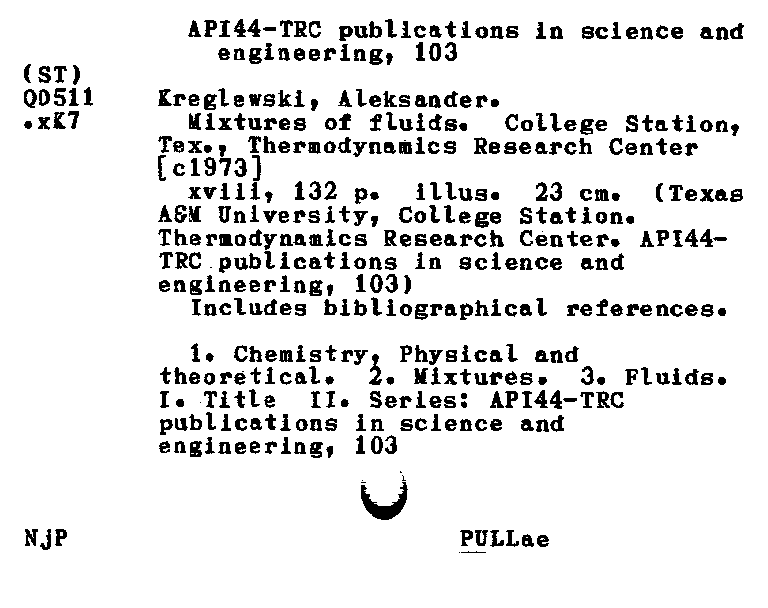 API44-TRC publications in science and
engineering, 103
(ST)
QD511 Kreglewski, Aleksander.
.xK7 Mixtures of fluids. College Station,
Tex., Thermodynamics Research Center
[c1973]
xviii, 132 p. illus. 23 cm. (Texas
A&M University, College Station.
Thermodynamics Research Center. API44-
TRC publications in science and
engineering, 103)
Includes bibliographical references.
1. Chemistry, Physical and
theoretical. 2. Mixtures. 3. Fluids.
I. Title II. Series: API44-TRC
publications in science and
engineering, 103
NjP PULLae